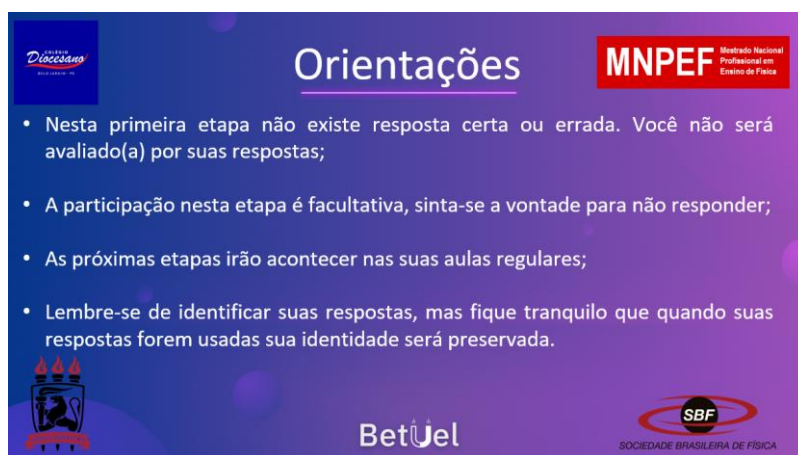 COLÉGIO
Diocesano
BELO JARDIM - PE
Orientações
MNPEF
Mestrado Nacional
Profissional em
Ensino de Física
• Nesta primeira etapa não existe resposta certa ou errada. Você não será
avaliado(a) por suas respostas;
• A participação nesta etapa é facultativa, sinta-se a vontade para não responder;
• As próximas etapas irão acontecer nas suas aulas regulares;
• Lembre-se de identificar suas respostas, mas fique tranquilo que quando suas
respostas forem usadas sua identidade será preservada.
BetUel
SBF
SOCIEDADE BRASILEIRA DE FÍSICA